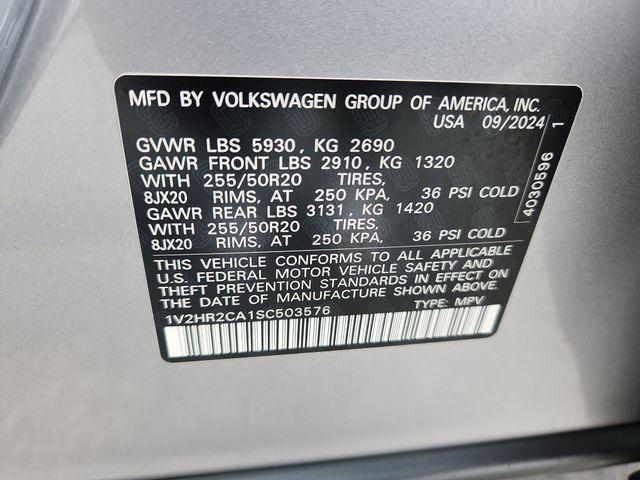 MFD BY VOLKSWAGEN GROUP OF AMERICA, INC.
USA 09/2024
GVWR LBS 5930, KG 2690
GAWR FRONT LBS 2910, KG 1320
WITH 255/50R20 TIRES,
8JX20 RIMS, AT 250 KPA, 36 PSI COLD
GAWR REAR LBS 3131, KG 1420
WITH 255/50R20 TIRES,
8JX20 RIMS, AT 250 KPA, 36 PSI COLD
THIS VEHICLE CONFORMS TO ALL APPLICABLE
U.S. FEDERAL MOTOR VEHICLE SAFETY AND
THEFT PREVENTION STANDARDS IN EFFECT ON
THE DATE OF MANUFACTURE SHOWN ABOVE.
1V2HR2CA1SC503576 TYPE: MPV
4030596 1